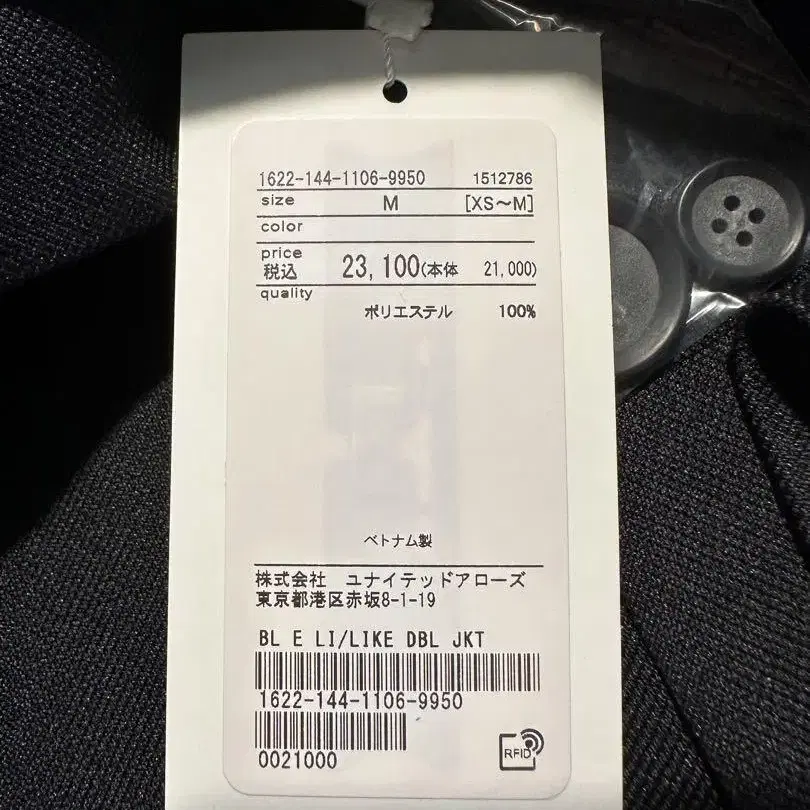 1622-144-1106-9950 1512786
size M [XS～M]
color
price
税込 23,100(本体 21,000)
quality
ポリエステル 100%
ベトナム製
株式会社 ユナイテッドアローズ
東京都港区赤坂8-1-19
BL E LI/LIKE DBL JKT
1622-144-1106-9950
0021000
RFID